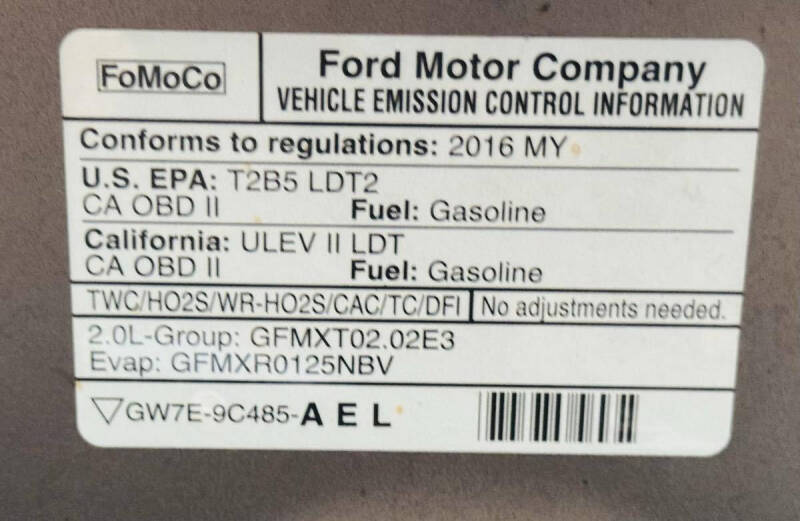 FoMoCo
Ford Motor Company
VEHICLE EMISSION CONTROL INFORMATION
Conforms to regulations: 2016 MY
U.S. EPA: T2B5 LDT2
CA OBD II Fuel: Gasoline
California: ULEV II LDT
CA OBD II Fuel: Gasoline
TWC/HO2S/WR-HO2S/CAC/TC/DFI No adjustments needed.
2.0L-Group: GFMXT02.02E3
Evap: GFMXR0125NBV
GW7E-9C485-A E L